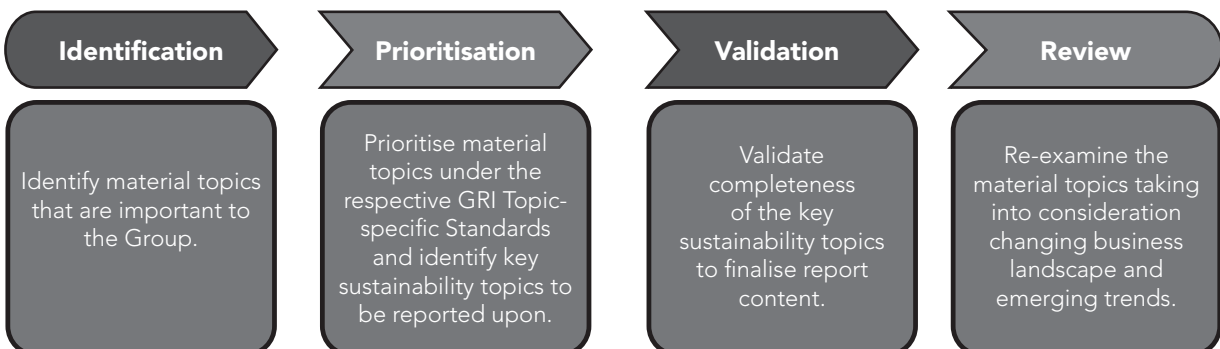 Identification
Prioritisation
Validation
Review
Identify material topics
that are important to
the Group.
Prioritise material
topics under the
respective GRI Topic-
specific Standards
and identify key
sustainability topics to
be reported upon.
Validate
completeness
of the key
sustainability topics
to finalise report
content.
Re-examine the
material topics taking
into consideration
changing business
landscape and
emerging trends.